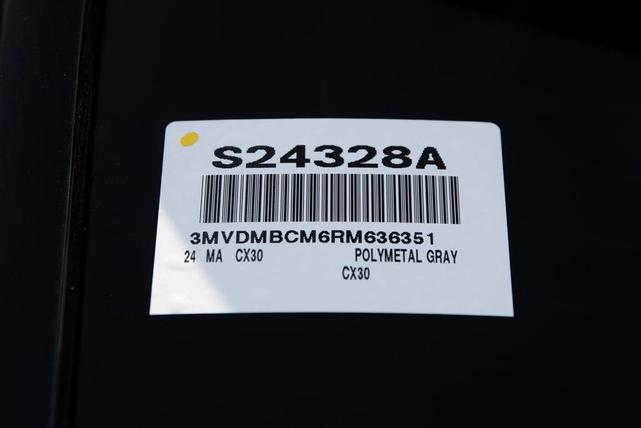 S24328A
3MVDMBCM6RM636351
24 MA CX30 POLYMETAL GRAY
CX30